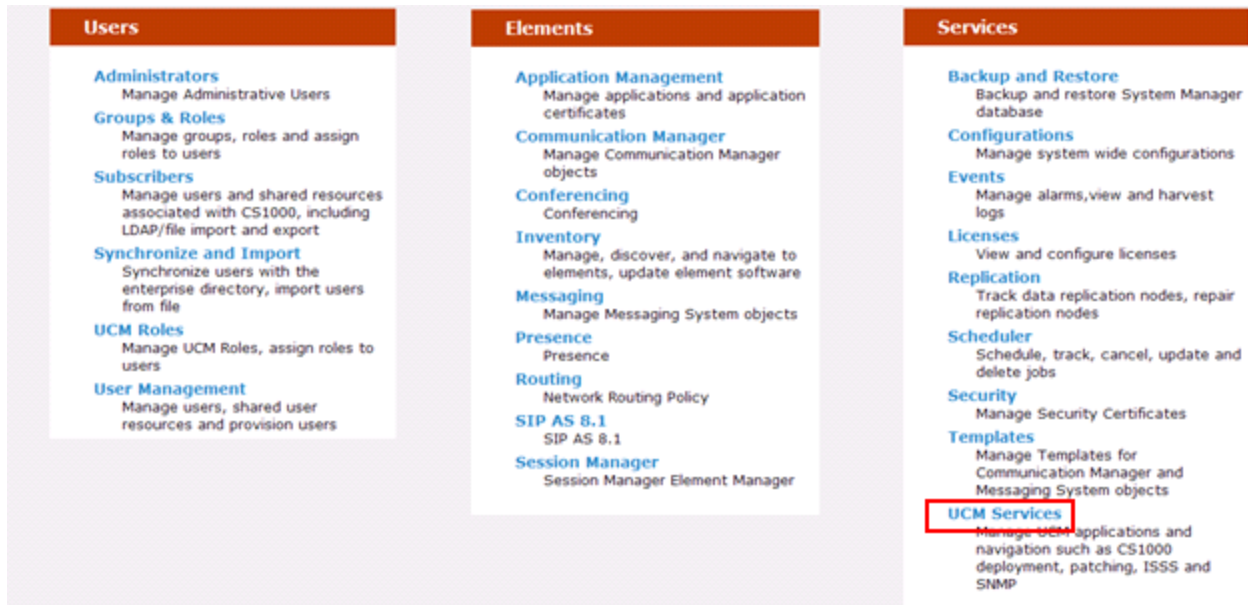 Users
Administrators
Manage Administrative Users
Groups & Roles
Manage groups, roles and assign
roles to users
Subscribers
Manage users and shared resources
associated with CS1000, including
LDAP/file import and export
Synchronize and Import
Synchronize users with the
enterprise directory, import users
from file
UCM Roles
Manage UCM Roles, assign roles to
users
User Management
Manage users, shared user
resources and provision users
Elements
Application Management
Manage applications and application
certificates
Communication Manager
Manage Communication Manager
objects
Conferencing
Conferencing
Inventory
Manage, discover, and navigate to
elements, update element software
Messaging
Manage Messaging System objects
Presence
Presence
Routing
Network Routing Policy
SIP AS 8.1
SIP AS 8.1
Session Manager
Session Manager Element Manager
Services
Backup and Restore
Backup and restore System Manager
database
Configurations
Manage system wide configurations
Events
Manage alarms,view and harvest
logs
Licenses
View and configure licenses
Replication
Track data replication nodes, repair
replication nodes
Scheduler
Schedule, track, cancel, update and
delete jobs
Security
Manage Security Certificates
Templates
Manage Templates for
Communication Manager and
Messaging System objects
UCM Services
Manage UCM applications and
navigation such as CS1000
deployment, patching, ISSS and
SNMP